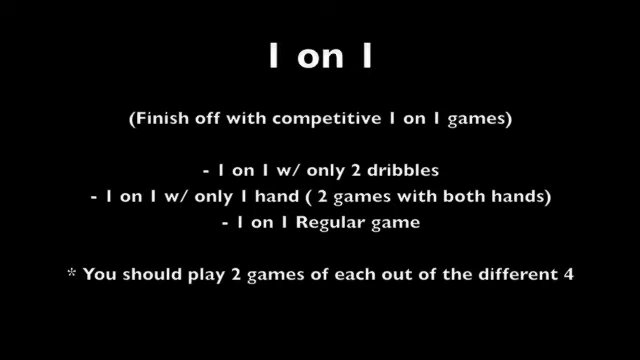 1 on 1
(Finish off with competitive 1 on 1 games)
- 1 on 1 w/ only 2 dribbles
- 1 on 1 w/ only 1 hand ( 2 games with both hands)
- 1 on 1 Regular game
* You should play 2 games of each out of the different 4